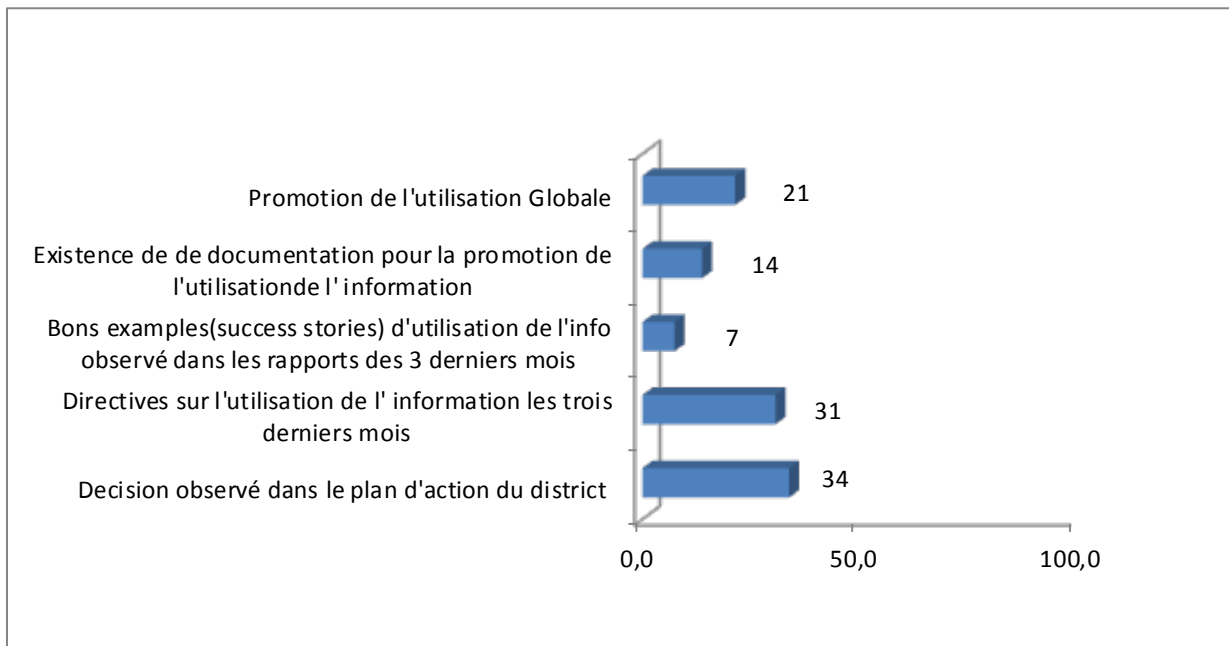 Promotion de l'utilisation Globale
21
Existence de de documentation pour la promotion de
l'utilisationde l' information
14
Bons examples(success stories) d'utilisation de l'info
observé dans les rapports des 3 derniers mois
7
Directives sur l'utilisation de l' information les trois
derniers mois
31
Decision observé dans le plan d'action du district
34
0,0 50,0 100,0